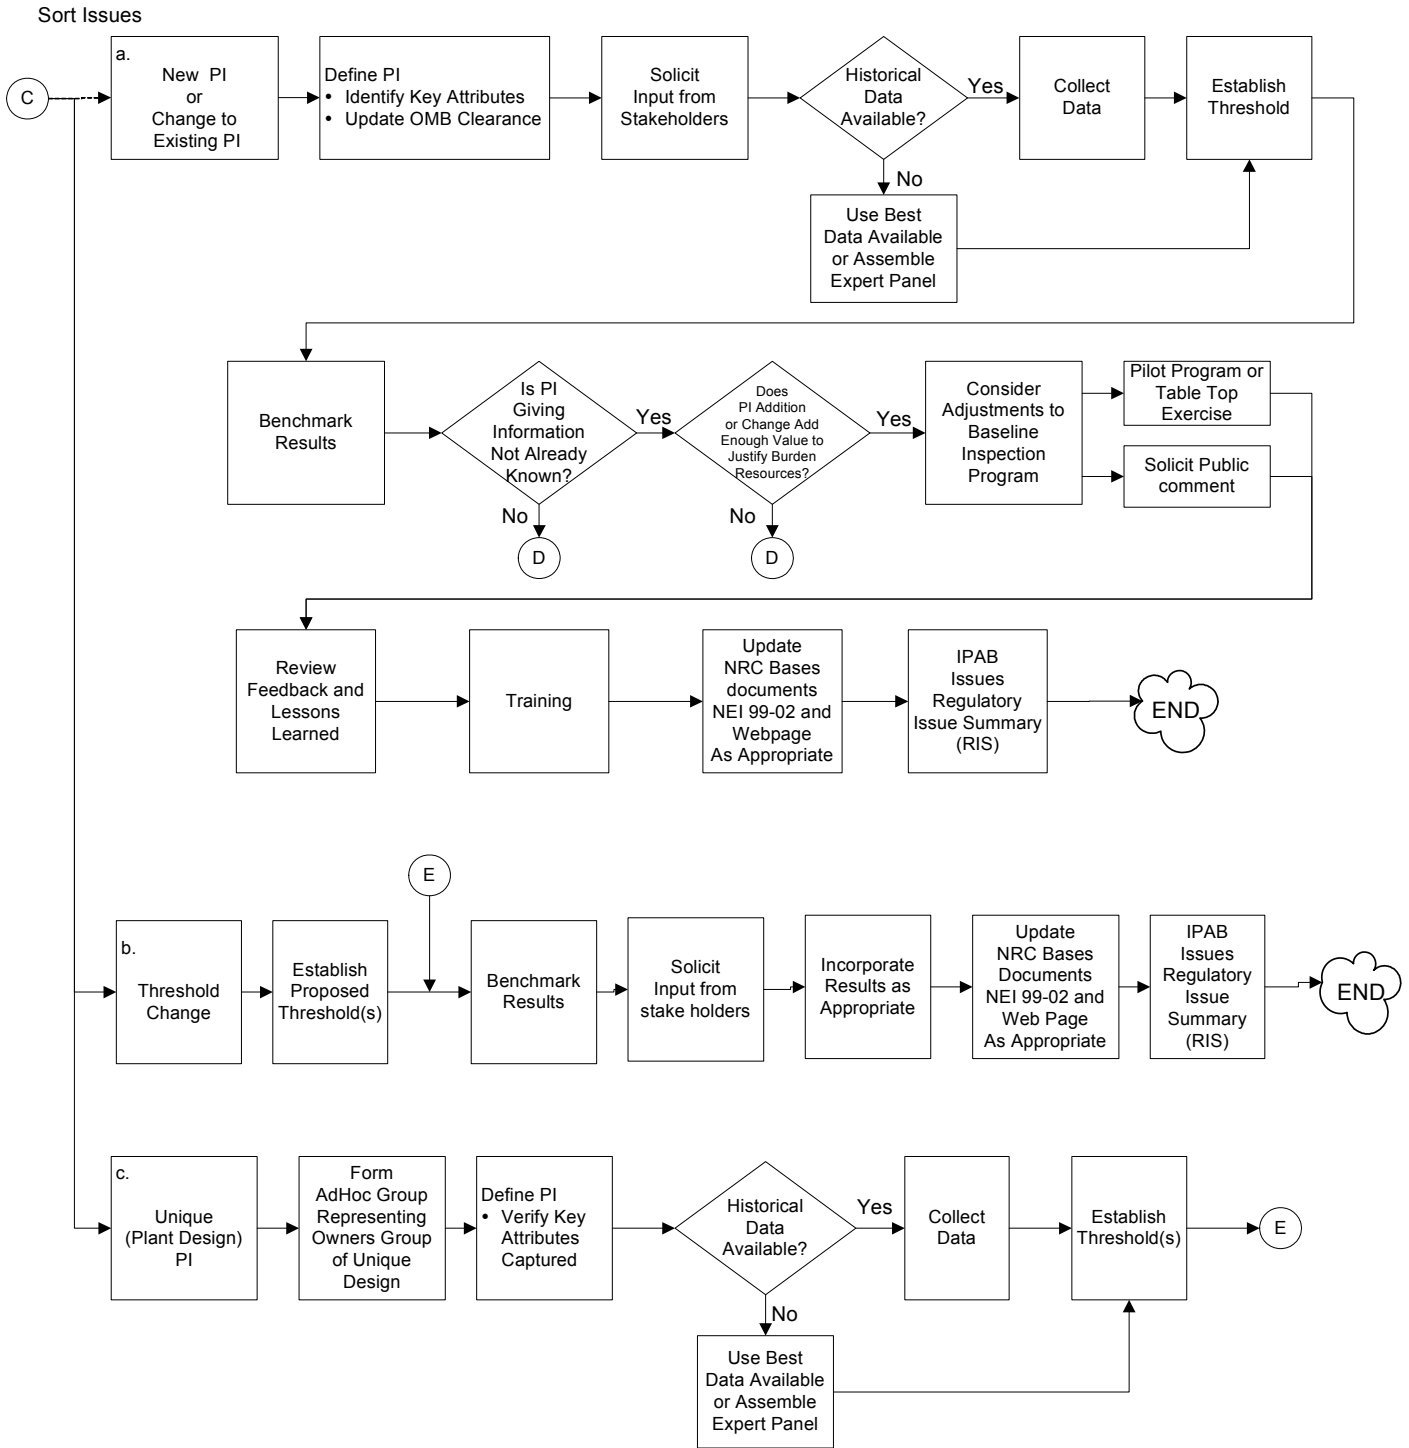 Sort Issues
C
a.
New PI
or
Change to
Existing PI
Define PI
• Identify Key Attributes
• Update OMB Clearance
Solicit
Input from
Stakeholders
Historical
Data
Available?
Yes
No
Collect
Data
Establish
Threshold
Use Best
Data Available
or Assemble
Expert Panel
Benchmark
Results
Is PI
Giving
Information
Not Already
Known?
Yes
No
D
Does
PI Addition
or Change Add
Enough Value to
Justify Burden
Resources?
Yes
No
D
Consider
Adjustments to
Baseline
Inspection
Program
Pilot Program or
Table Top
Exercise
Solicit Public
comment
Review
Feedback and
Lessons
Learned
Training
Update
NRC Bases
documents
NEI 99-02 and
Webpage
As Appropriate
IPAB
Issues
Regulatory
Issue Summary
(RIS)
END
E
b.
Threshold
Change
Establish
Proposed
Threshold(s)
Benchmark
Results
Solicit
Input from
stake holders
Incorporate
Results as
Appropriate
Update
NRC Bases
Documents
NEI 99-02 and
Web Page
As Appropriate
IPAB
Issues
Regulatory
Issue
Summary
(RIS)
END
c.
Unique
(Plant Design)
PI
Form
AdHoc Group
Representing
Owners Group
of Unique
Design
Define PI
• Verify Key
Attributes
Captured
Historical
Data
Available?
Yes
No
Collect
Data
Establish
Threshold(s)
E
Use Best
Data Available
or Assemble
Expert Panel